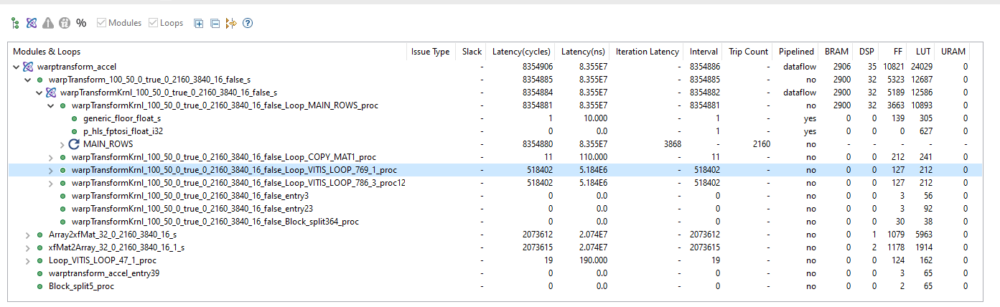 % Modules Loops
Modules & Loops Issue Type Slack Latency(cycles) Latency(ns) Iteration Latency Interval Trip Count Pipelined BRAM DSP FF LUT URAM
warptransform_accel - 8354906 8.355E7 - 8354886 - dataflow 2906 35 10821 24029 0
warpTransform_100_50_0_true_0_2160_3840_16_false_s - 8354885 8.355E7 - 8354885 - no 2900 32 5323 12687 0
warpTransformKrnl_100_50_0_true_0_2160_3840_16_false_s - 8354884 8.355E7 - 8354882 - dataflow 2900 32 5189 12586 0
warpTransformKrnl_100_50_0_true_0_2160_3840_16_false_Loop_MAIN_ROWS_proc - 8354881 8.355E7 - 8354881 - no 2900 32 3663 10893 0
generic_floor_float_s - 1 10.000 - 1 - yes 0 0 139 305 0
p_hls_fptosi_float_i32 - 0 0.0 - 1 - yes 0 0 0 627 0
MAIN_ROWS - 8354880 8.355E7 3868 - 2160 no - - - - -
warpTransformKrnl_100_50_0_true_0_2160_3840_16_false_Loop_COPY_MAT1_proc - 11 110.000 - 11 - no 0 0 212 241 0
warpTransformKrnl_100_50_0_true_0_2160_3840_16_false_Loop_VITIS_LOOP_769_1_proc - 518402 5.184E6 - 518402 - no 0 0 127 212 0
warpTransformKrnl_100_50_0_true_0_2160_3840_16_false_Loop_VITIS_LOOP_786_3_proc12 - 518402 5.184E6 - 518402 - no 0 0 127 212 0
warpTransformKrnl_100_50_0_true_0_2160_3840_16_false_entry3 - 0 0.0 - 0 - no 0 0 3 56 0
warpTransformKrnl_100_50_0_true_0_2160_3840_16_false_entry23 - 0 0.0 - 0 - no 0 0 3 92 0
warpTransformKrnl_100_50_0_true_0_2160_3840_16_false_Block_split364_proc - 0 0.0 - 0 - no 0 0 30 38 0
Array2xfMat_32_0_2160_3840_16_s - 2073612 2.074E7 - 2073612 - no 0 1 1079 5963 0
xfMat2Array_32_0_2160_3840_16_1_s - 2073615 2.074E7 - 2073615 - no 0 2 1178 1914 0
Loop_VITIS_LOOP_47_1_proc - 19 190.000 - 19 - no 0 0 124 162 0
warptransform_accel_entry39 - 0 0.0 - 0 - no 0 0 3 65 0
Block_split5_proc - 0 0.0 - 0 - no 0 0 2 65 0